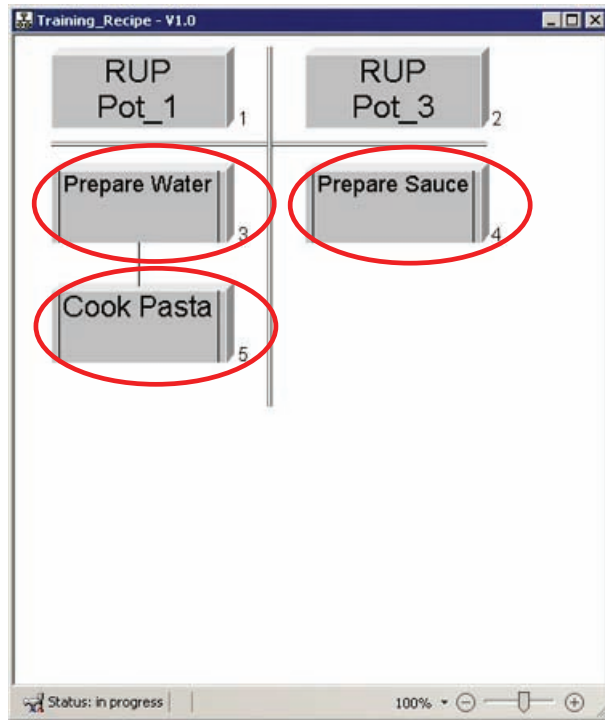 Training_Recipe - V1.0
RUP
Pot_1
1
RUP
Pot_3
2
Prepare Water
3
Prepare Sauce
4
Cook Pasta
5
Status: in progress
100%